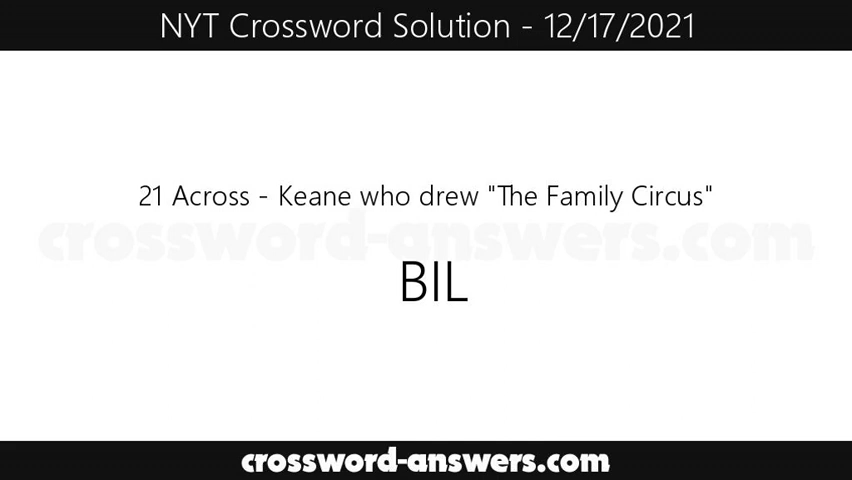 NYT Crossword Solution - 12/17/2021
21 Across - Keane who drew "The Family Circus"
crossword-answers.com
BIL
crossword-answers.com